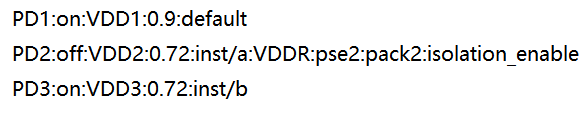 PD1:on:VDD1:0.9:default
PD2:off:VDD2:0.72:inst/a:VDDR:pse2:pack2:isolation_enable
PD3:on:VDD3:0.72:inst/b